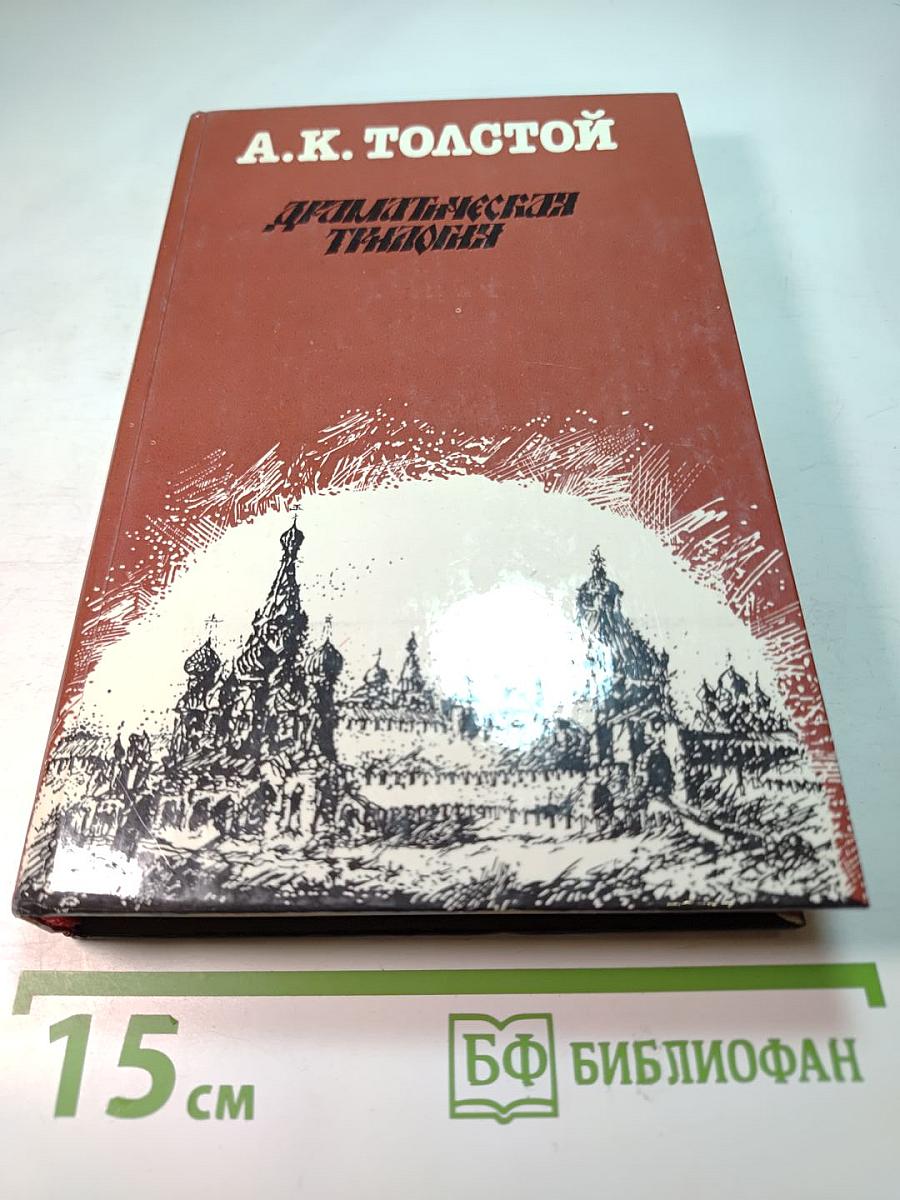 А.К. ТОЛСТОЙ
ДРАМАТИЧЕСКАЯ
ТРИЛОГИЯ
15 см
БФ БИБЛИОФАН